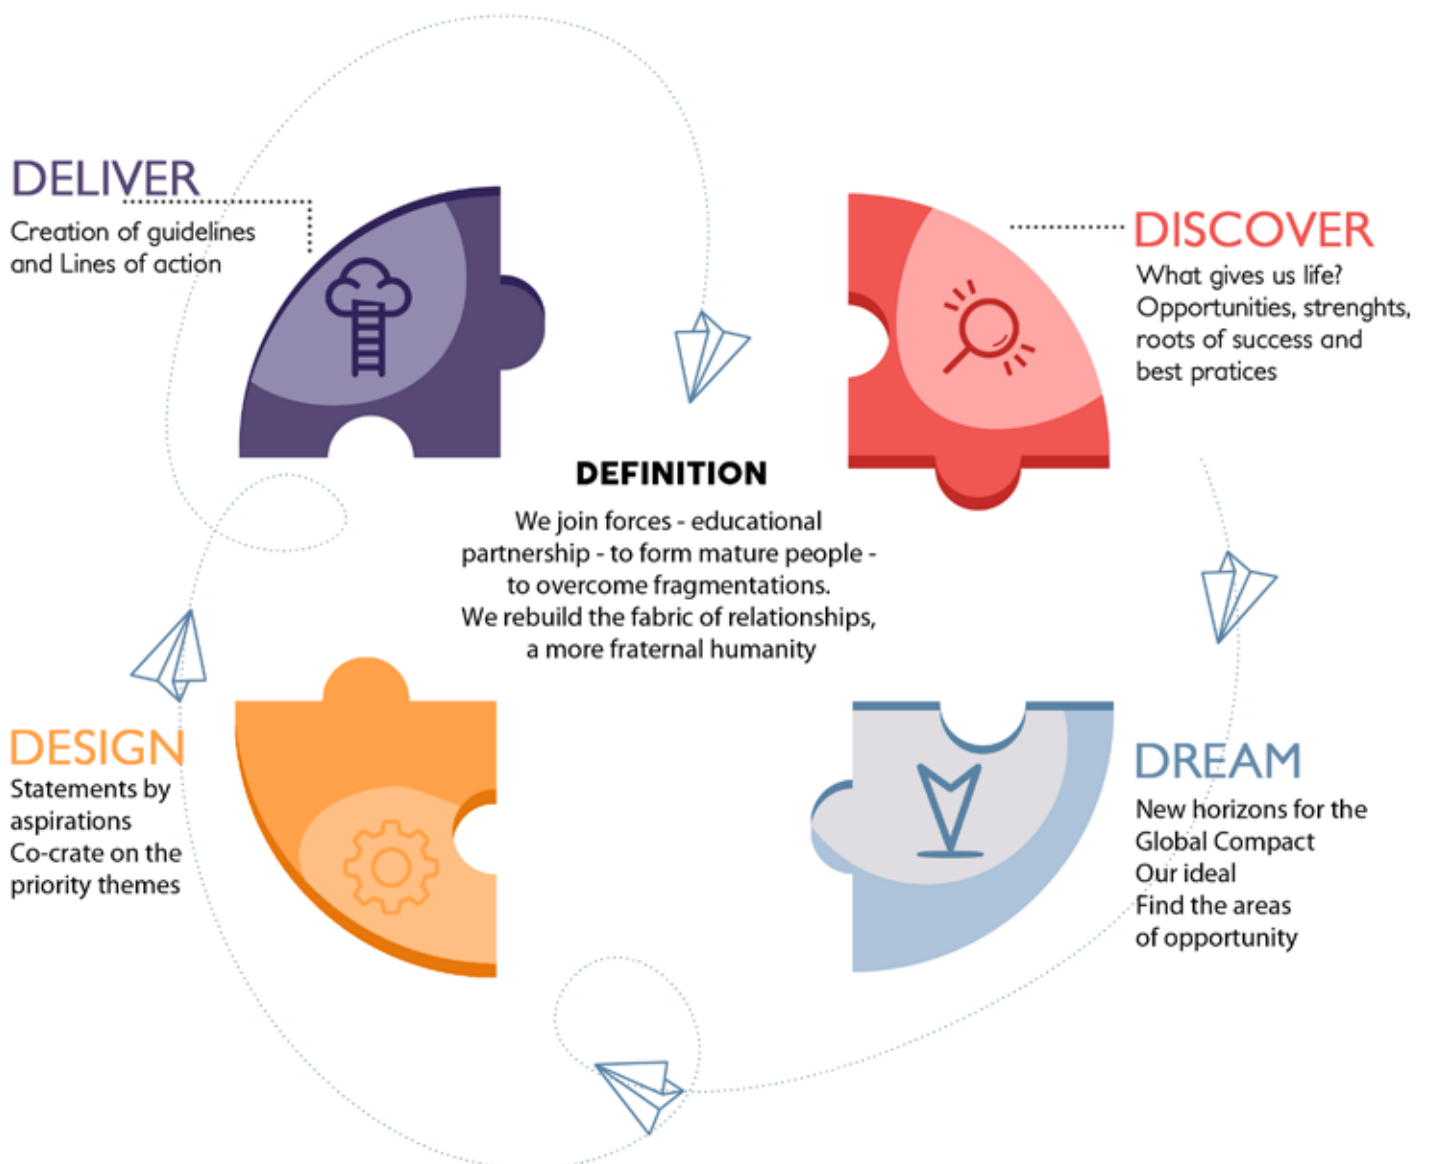 DELIVER
Creation of guidelines
and Lines of action
DISCOVER
What gives us life?
Opportunities, strenghts,
roots of success and
best pratices
DEFINITION
We join forces - educational
partnership - to form mature people -
to overcome fragmentations.
We rebuild the fabric of relationships,
a more fraternal humanity
DESIGN
Statements by
aspirations
Co-crate on the
priority themes
DREAM
New horizons for the
Global Compact
Our ideal
Find the areas
of opportunity